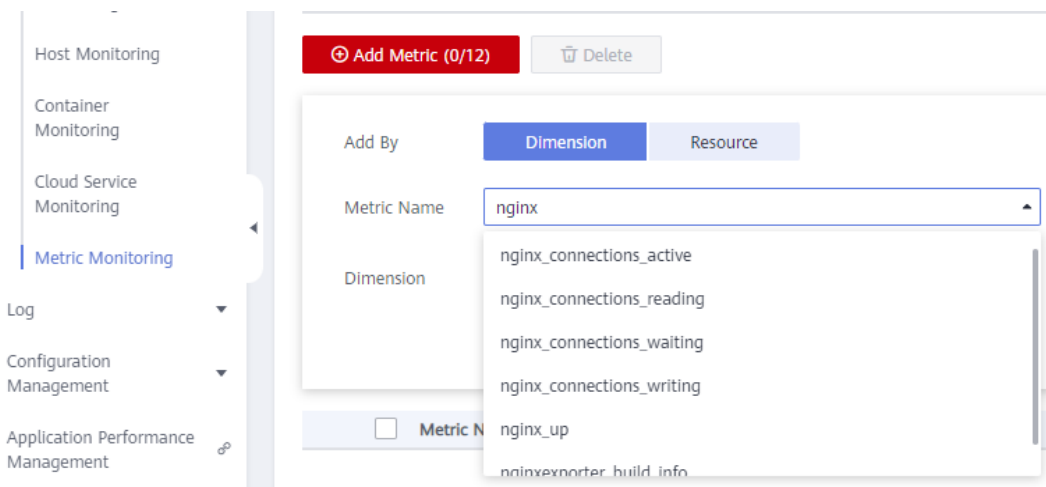 Host Monitoring
Container
Monitoring
Cloud Service
Monitoring
Metric Monitoring
Log
Configuration
Management
Application Performance
Management
Add Metric (0/12)
Delete
Add By
Dimension
Resource
Metric Name
nginx
nginx_connections_active
Dimension
nginx_connections_reading
nginx_connections_waiting
nginx_connections_writing
Metric N
nginx_up
nginxexporter_build_info